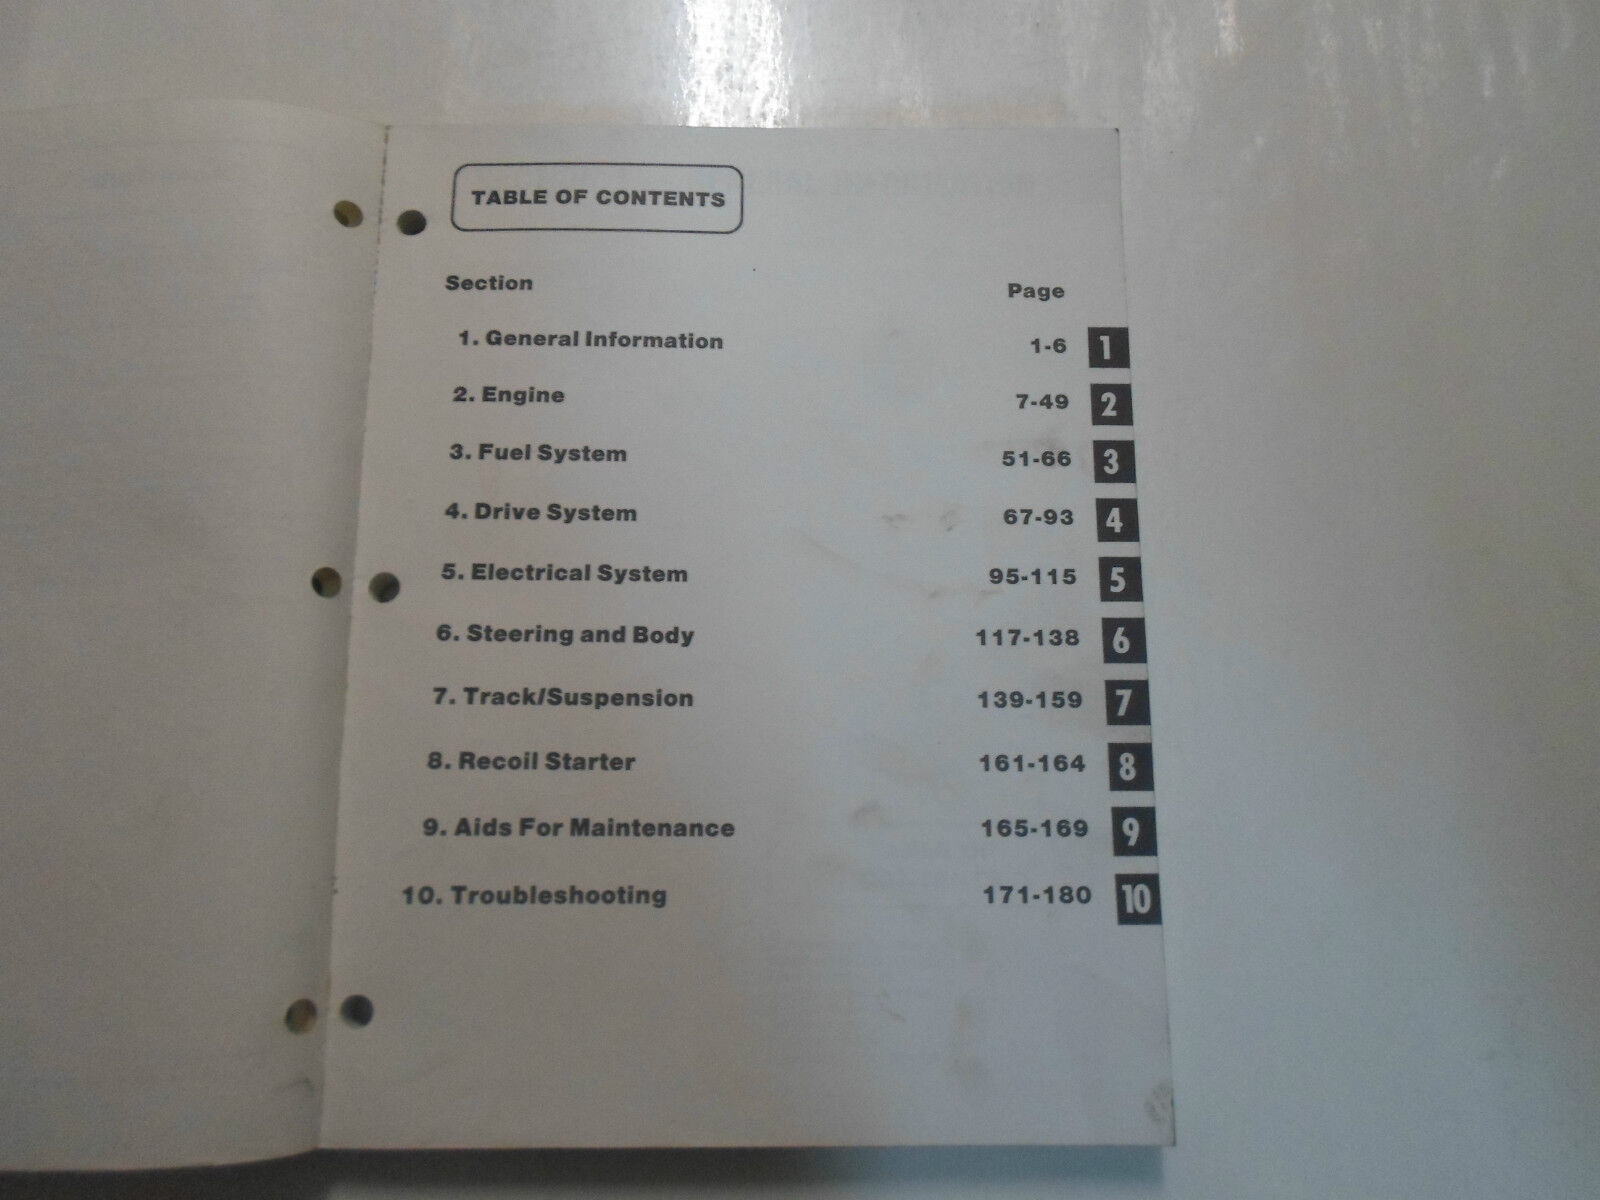 TABLE OF CONTENTS
Section Page
1. General Information 1-6 1
2. Engine 7-49 2
3. Fuel System 51-66 3
4. Drive System 67-93 4
5. Electrical System 95-115 5
6. Steering and Body 117-138 6
7. Track/Suspension 139-159 7
8. Recoil Starter 161-164 8
9. Aids For Maintenance 165-169 9
10. Troubleshooting 171-180 10